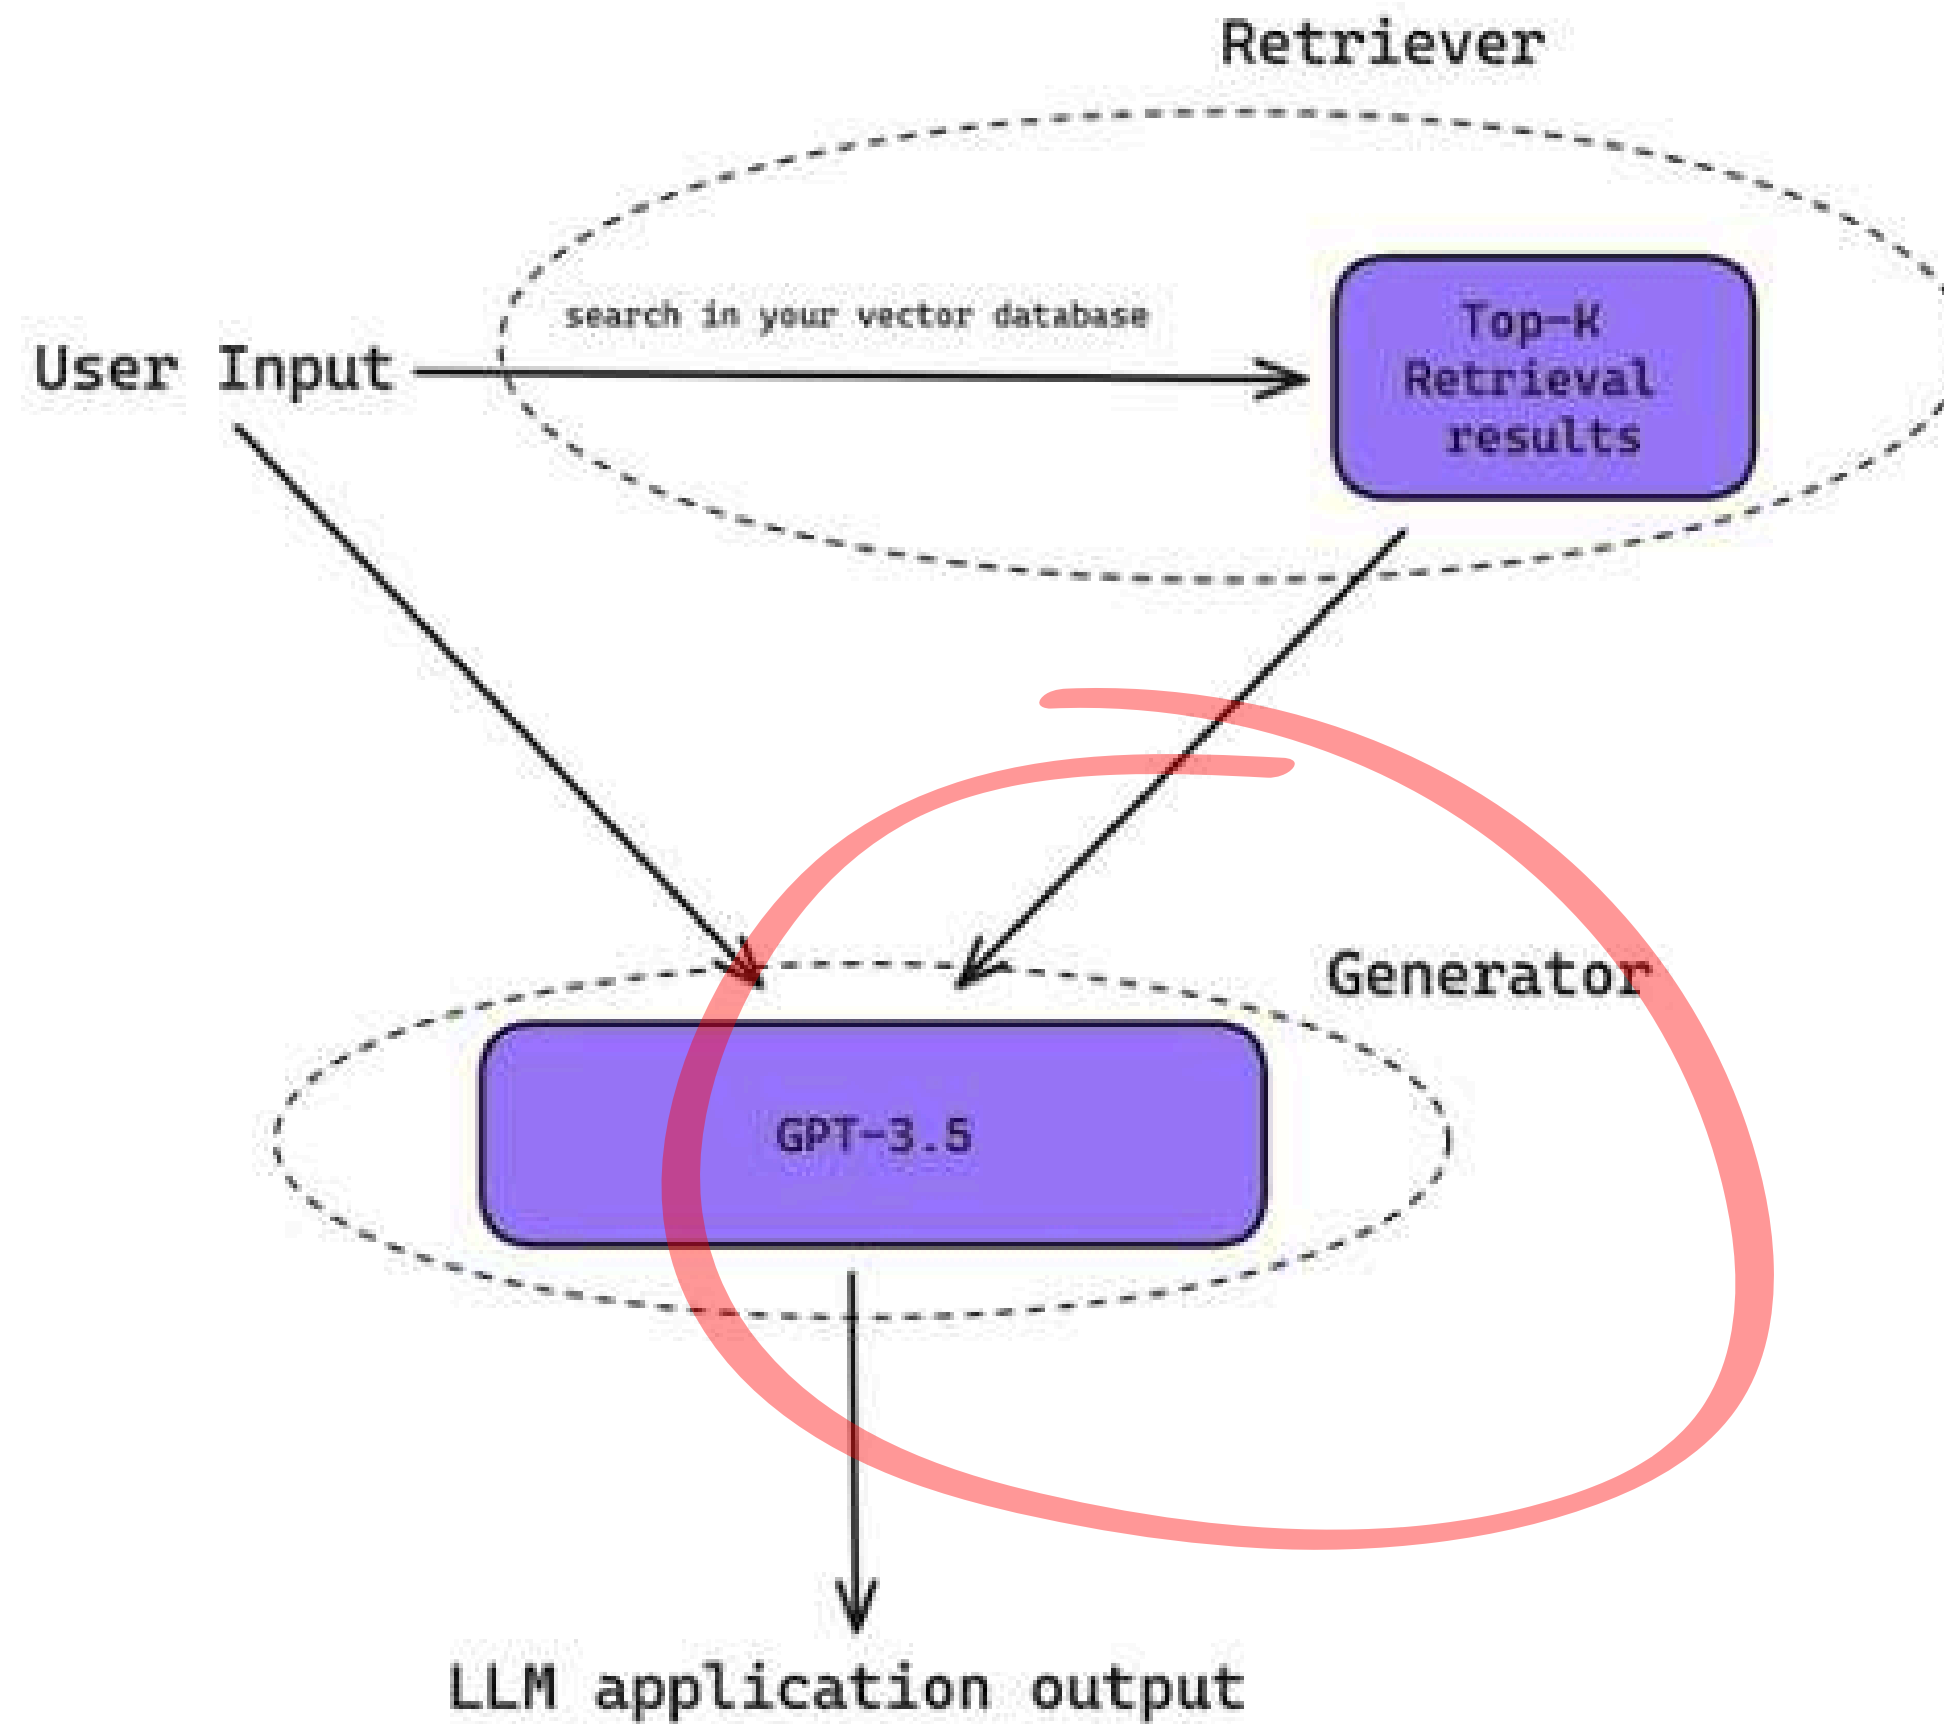 Retriever
search in your vector database
User Input
Top-K
Retrieval
results
Generator
GPT-3.5
LLM application output